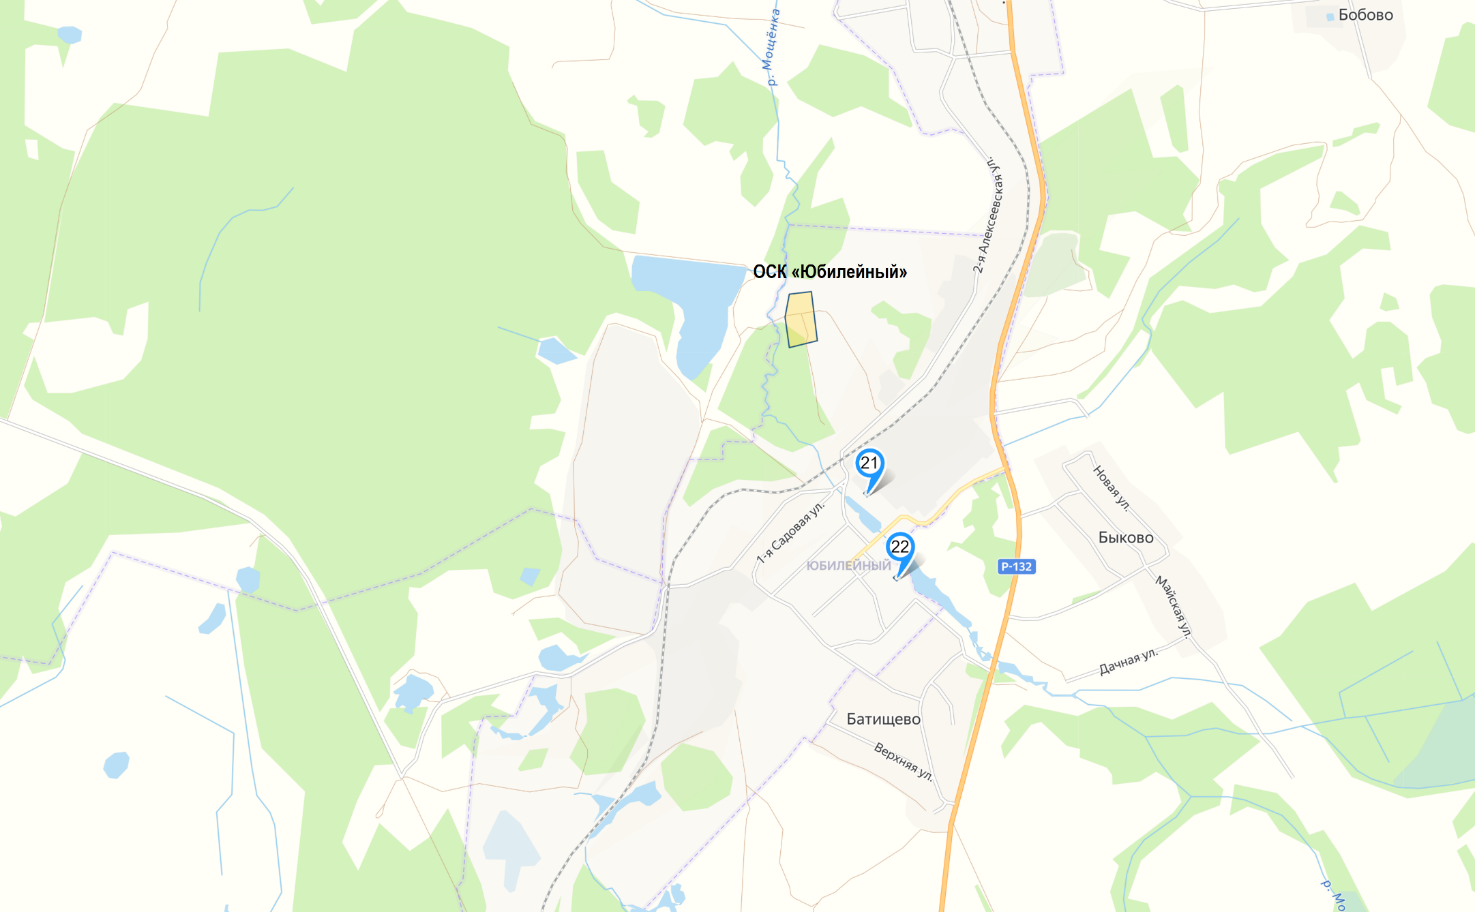 Бобово
р. Мощёнка
2-я Алексеевская ул.
ОСК «Юбилейный»
21
Новая ул.
1-я Садовая ул.
Быково
22
ЮБИЛЕЙНЫЙ
Р-132
Майская ул.
Дачная ул.
Батищево
Верхняя ул.
р. Мо